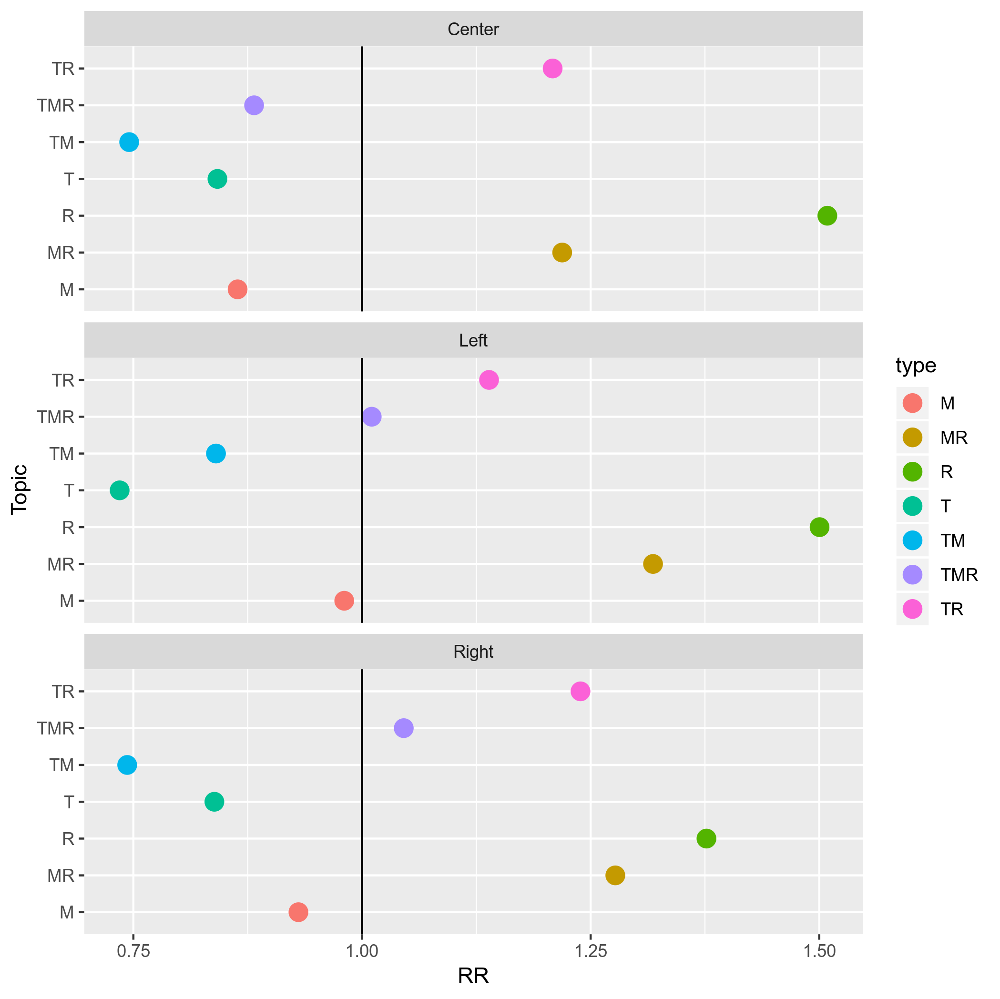 Center
TR
TMR
TM
T
R
MR
M
Left
TR
TMR
TM
T
R
MR
M
Right
TR
TMR
TM
T
R
MR
M
0.75 1.00 1.25 1.50
RR
Topic
type
M
MR
R
T
TM
TMR
TR